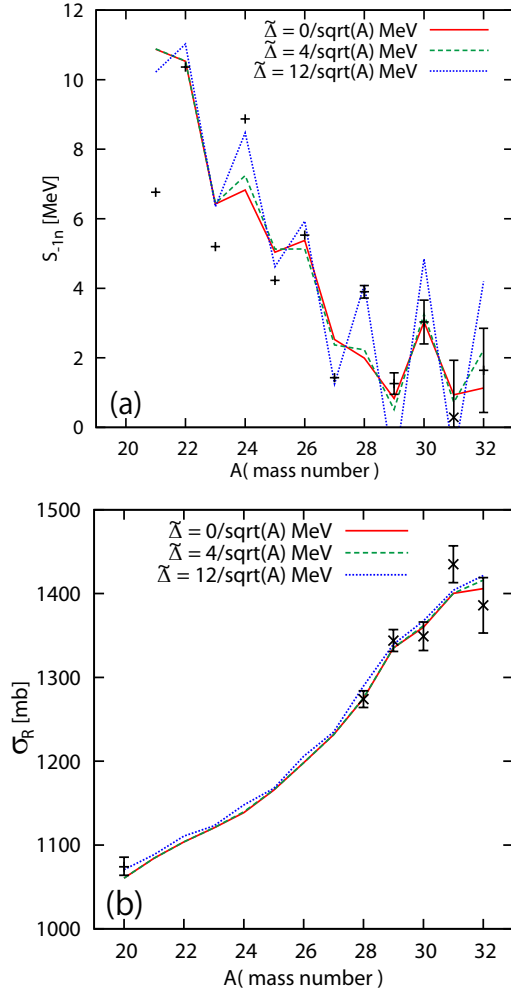 12
10
8
6
4
2
0
S-1n [MeV]
Δ̃ = 0/sqrt(A) MeV
Δ̃ = 4/sqrt(A) MeV
Δ̃ = 12/sqrt(A) MeV
(a)
20 22 24 26 28 30 32
A( mass number )
1500
1400
1300
1200
1100
1000
σR [mb]
Δ̃ = 0/sqrt(A) MeV
Δ̃ = 4/sqrt(A) MeV
Δ̃ = 12/sqrt(A) MeV
(b)
20 22 24 26 28 30 32
A( mass number )